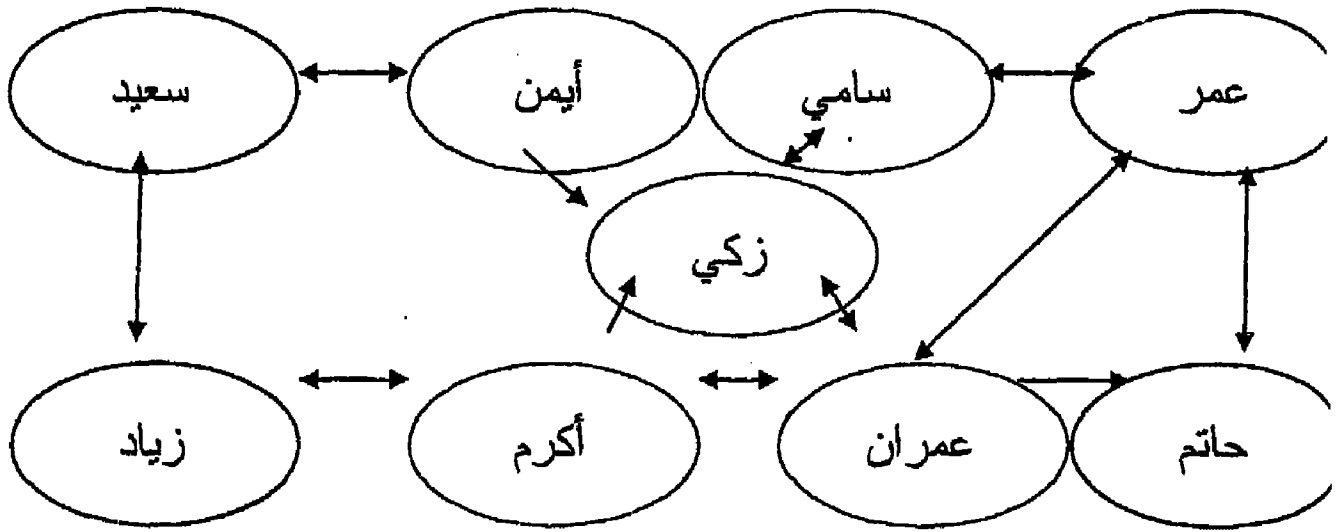 عمر
سامي
أيمن
سعيد
زكي
حاتم
عمران
أكرم
زياد